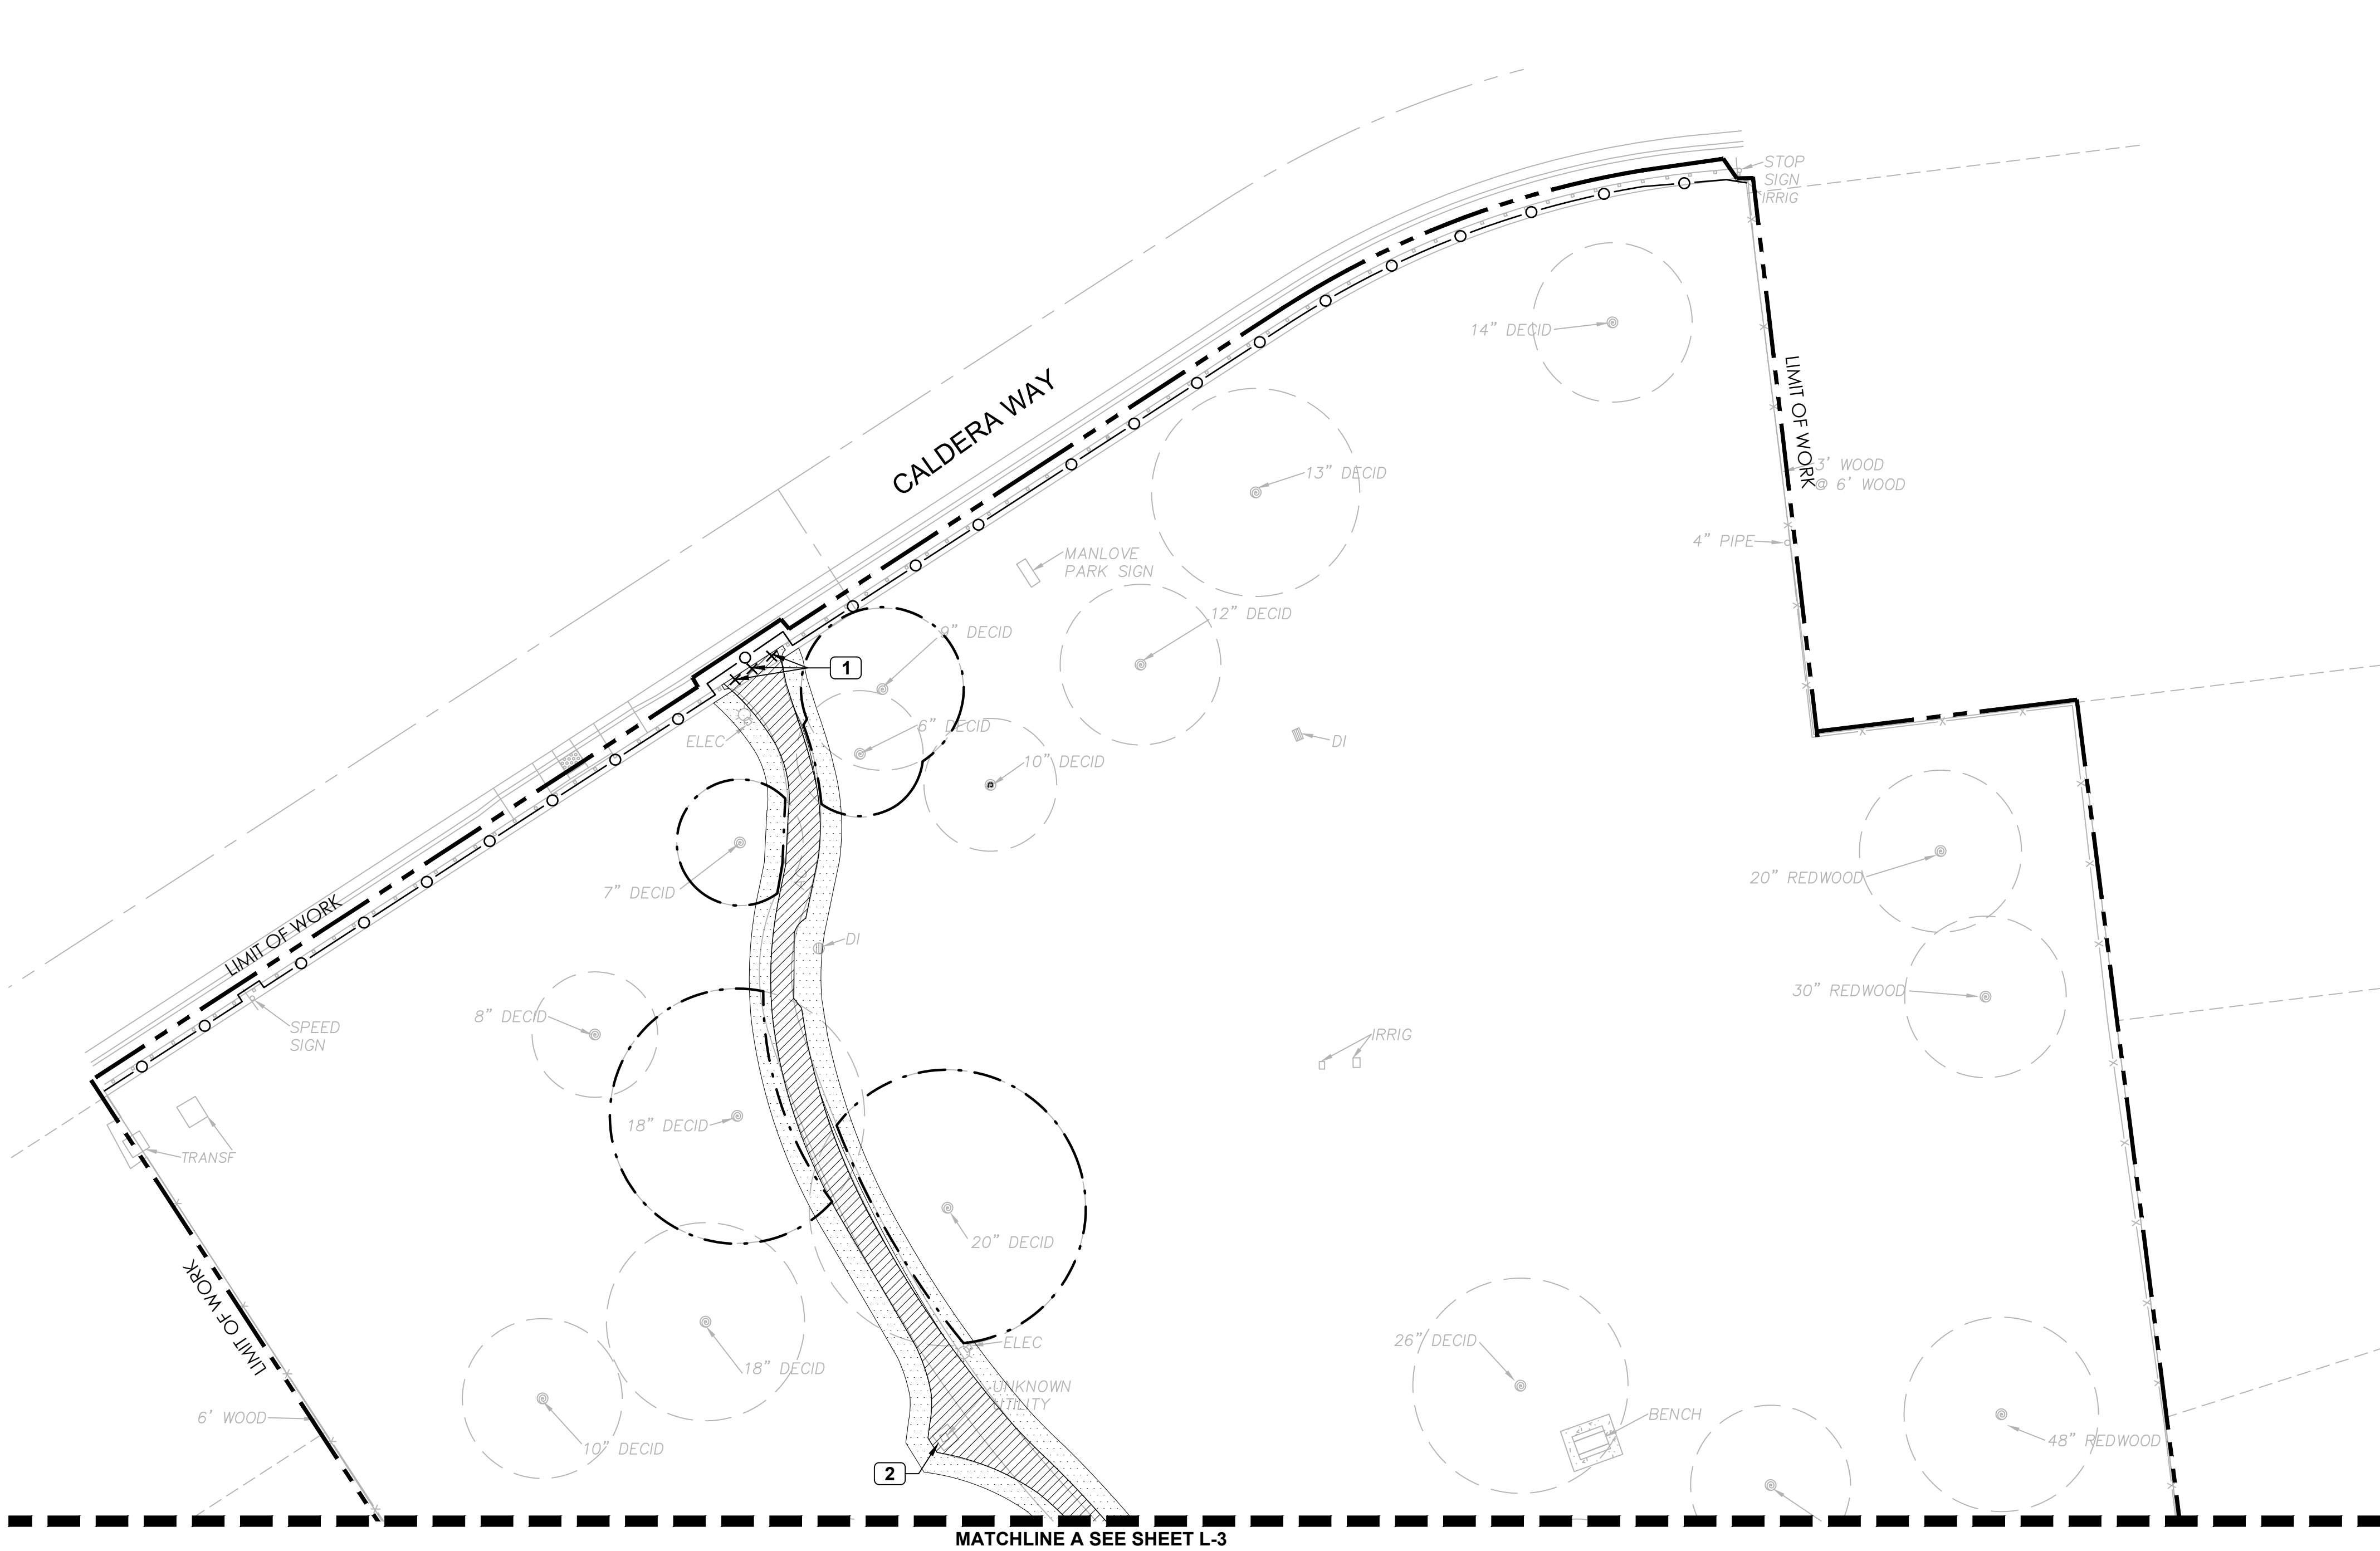 STOP
SIGN
IRRIG
14" DECID
LIMIT OF WORK
CALDERA WAY
13" DECID
3' WOOD
@ 6' WOOD
4" PIPE
MANLOVE
PARK SIGN
12" DECID
9" DECID
1
6" DECID
ELEC
DI
10" DECID
7" DECID
20" REDWOOD
LIMIT OF WORK
DI
30" REDWOOD
8" DECID
SPEED
SIGN
IRRIG
18" DECID
TRANSF
20" DECID
LIMIT OF WORK
ELEC
26" DECID
18" DECID
UNKNOWN
UTILITY
6' WOOD
BENCH
10" DECID
48" REDWOOD
2
MATCHLINE A SEE SHEET L-3